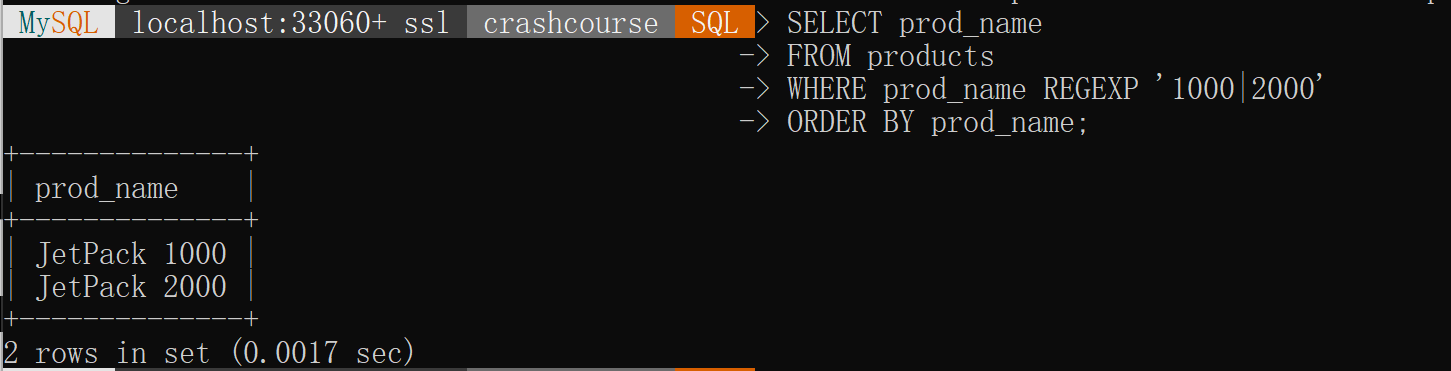 MySQL localhost:33060+ ssl crashcourse SQL > SELECT prod_name
-> FROM products
-> WHERE prod_name REGEXP '1000|2000'
-> ORDER BY prod_name;
+--------------+
| prod_name    |
+--------------+
| JetPack 1000 |
| JetPack 2000 |
+--------------+
2 rows in set (0.0017 sec)